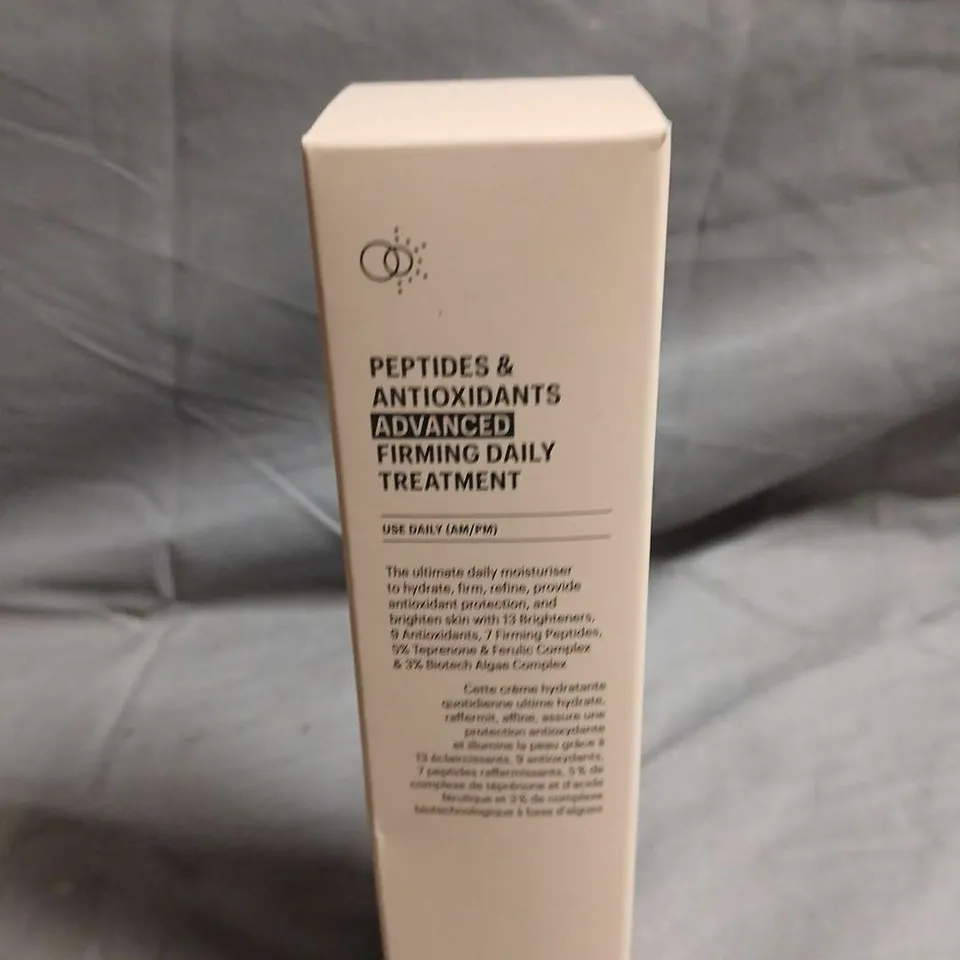 PEPTIDES &
ANTIOXIDANTS
ADVANCED
FIRMING DAILY
TREATMENT
USE DAILY (AM/PM)
The ultimate daily moisturiser
to hydrate, firm, refine, provide
antioxidant protection, and
brighten skin with 13 Brighteners,
9 Antioxidants, 7 Firming Peptides,
5% Teprenone & Ferulic Complex
& 3% Biotech Algae Complex
Cette crème hydratante
quotidienne ultime hydrate,
raffermit, affine, assure une
protection antioxydante
et illumine la peau grâce à
13 éclaircissants, 9 antioxydants,
7 peptides raffermissants, 5 % de
complexe de téprénone et d'acide
férulique et 3 % de complexe
biotechnologique à base d'algues